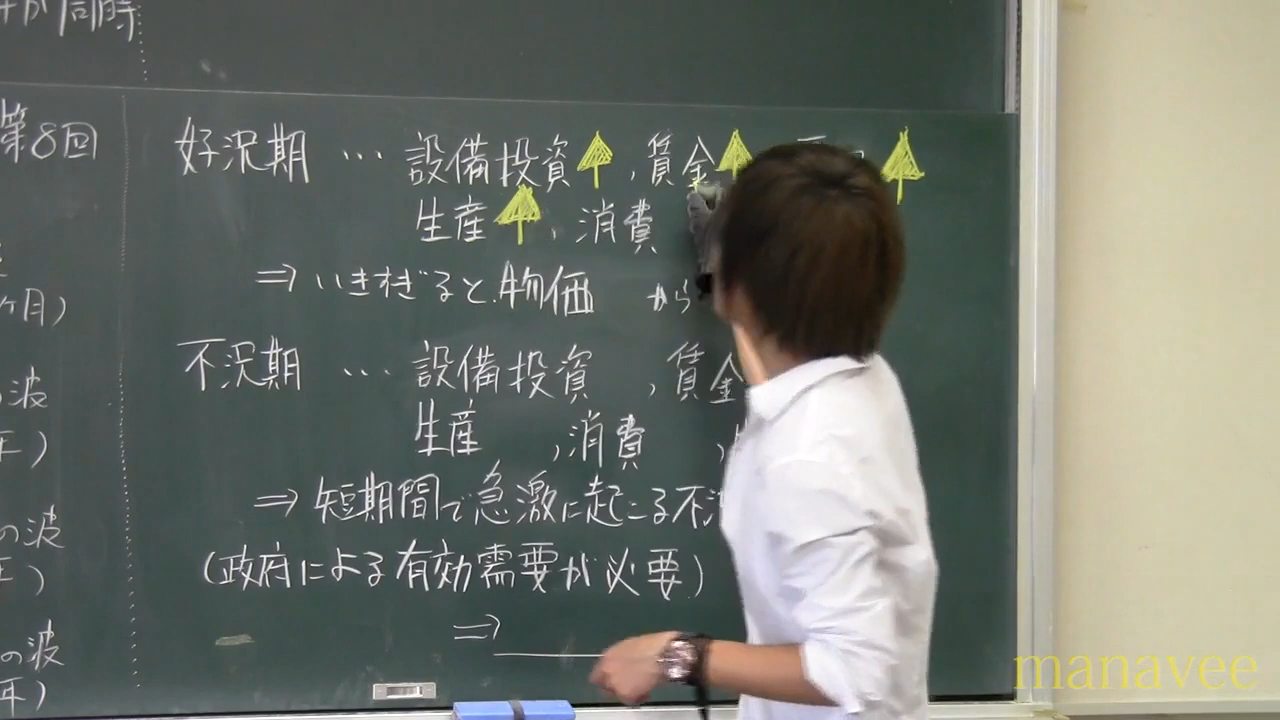 同時
第8回
ヶ月)
波
の波
の波
年)
好況期 … 設備投資↑, 賃金↑ ↑
生産↑, 消費
⇒ いきすぎると, 物価 から
不況期 … 設備投資 , 賃金
生産 , 消費 ,
⇒ 短期間で急激に起こる不
(政府による有効需要が必要)
⇒
manavee